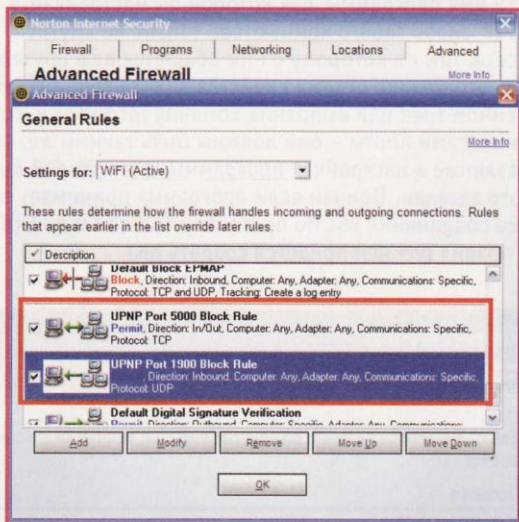 Norton Internet Security
Firewall Programs Networking Locations Advanced
Advanced Firewall
More Info
Advanced Firewall
General Rules
More Info
Settings for: WiFi (Active)
These rules determine how the firewall handles incoming and outgoing connections. Rules
that appear earlier in the list override later rules.
Description
Default Block EPMAP
Block, Direction: Inbound, Computer: Any, Adapter: Any, Communications: Specific,
Protocol: TCP and UDP, Tracking: Create a log entry
UPNP Port 5000 Block Rule
Permit, Direction: In/Out, Computer: Any, Adapter: Any, Communications: Specific,
Protocol: TCP
UPNP Port 1900 Block Rule
, Direction: Inbound, Computer: Any, Adapter: Any, Communications: Specific,
Protocol: UDP
Default Digital Signature Verification
Permit, Direction: Outbound, Computer: Specific, Adapter: Any, Communications:
Add Modify Remove Move Up Move Down
OK